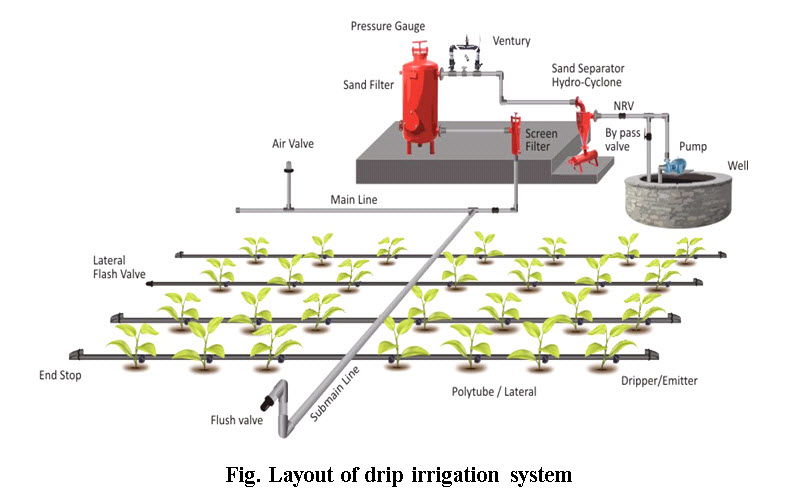 Pressure Gauge
Ventury
Sand Filter
Sand Separator
Hydro-Cyclone
NRV
Screen
Filter
By pass
valve
Pump
Well
Air Valve
Main Line
Lateral
Flash Valve
End Stop
Flush valve
Submain Line
Polytube / Lateral
Dripper/Emitter
Fig. Layout of drip irrigation system